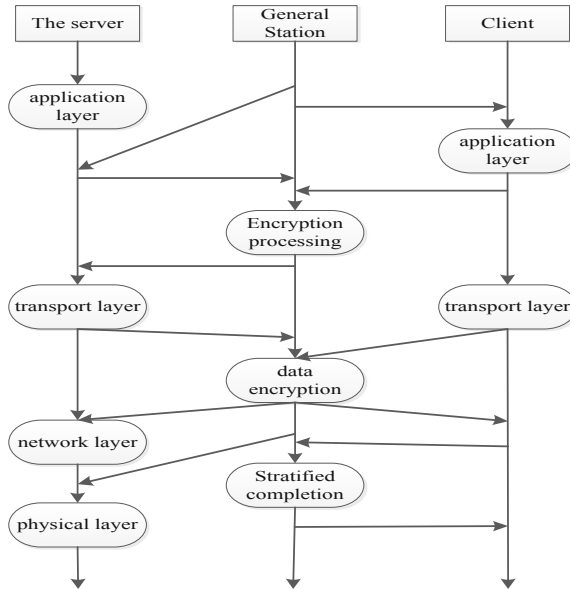 The server
General
Station
Client
application
layer
application
layer
Encryption
processing
transport layer
transport layer
data
encryption
network layer
Stratified
completion
physical layer